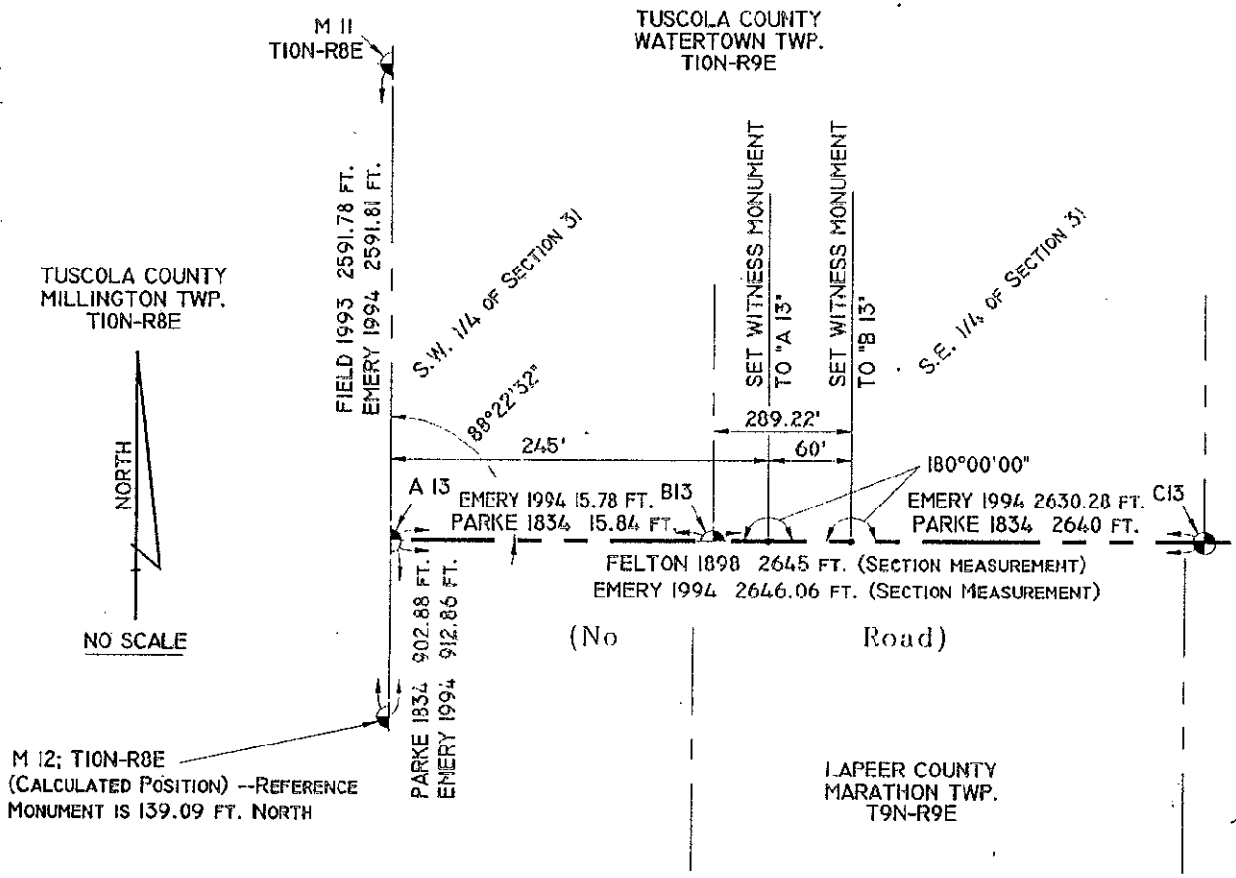 M 11
T10N-R8E
TUSCOLA COUNTY
WATERTOWN TWP.
T10N-R9E
FIELD 1993 2591.78 FT.
EMERY 1994 2591.81 FT.
S.W. 1/4 OF SECTION 31
SET WITNESS MONUMENT
TO "A 13"
SET WITNESS MONUMENT
TO "B 13"
S.E. 1/4 OF SECTION 31
TUSCOLA COUNTY
MILLINGTON TWP.
T10N-R8E
NORTH
NO SCALE
88°22'32"
289.22'
245'
60'
180°00'00"
A 13
EMERY 1994 15.78 FT.
PARKE 1834 15.84 FT.
B13
EMERY 1994 2630.28 FT.
PARKE 1834 2640 FT.
C13
FELTON 1898 2645 FT. (SECTION MEASUREMENT)
EMERY 1994 2646.06 FT. (SECTION MEASUREMENT)
(No Road)
PARKE 1834 902.88 FT.
EMERY 1994 912.86 FT.
M 12; T10N-R8E
(CALCULATED POSITION) --REFERENCE
MONUMENT IS 139.09 FT. NORTH
LAPEER COUNTY
MARATHON TWP.
T9N-R9E